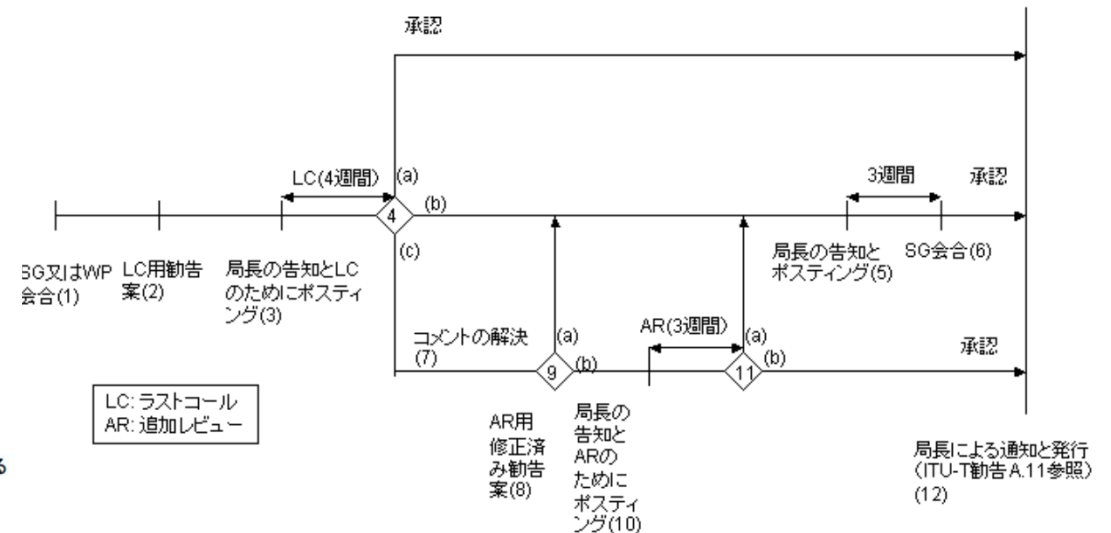 承認
LC(4週間)
(a)
3週間
承認
4
(b)
(c)
SG又はWP
会合(1)
LC用勧告
案(2)
局長の告知とLC
のためにポスティ
ング(3)
局長の告知と
ポスティング(5)
SG会合(6)
コメントの解決
(7)
(a)
AR(3週間)
(a)
承認
9
(b)
11
(b)
LC: ラストコール
AR: 追加レビュー
AR用
修正済
み勧告
案(8)
局長の
告知と
ARの
ために
ポスティ
ング(10)
局長による通知と発行
(ITU-T勧告A.11参照)
(12)
る